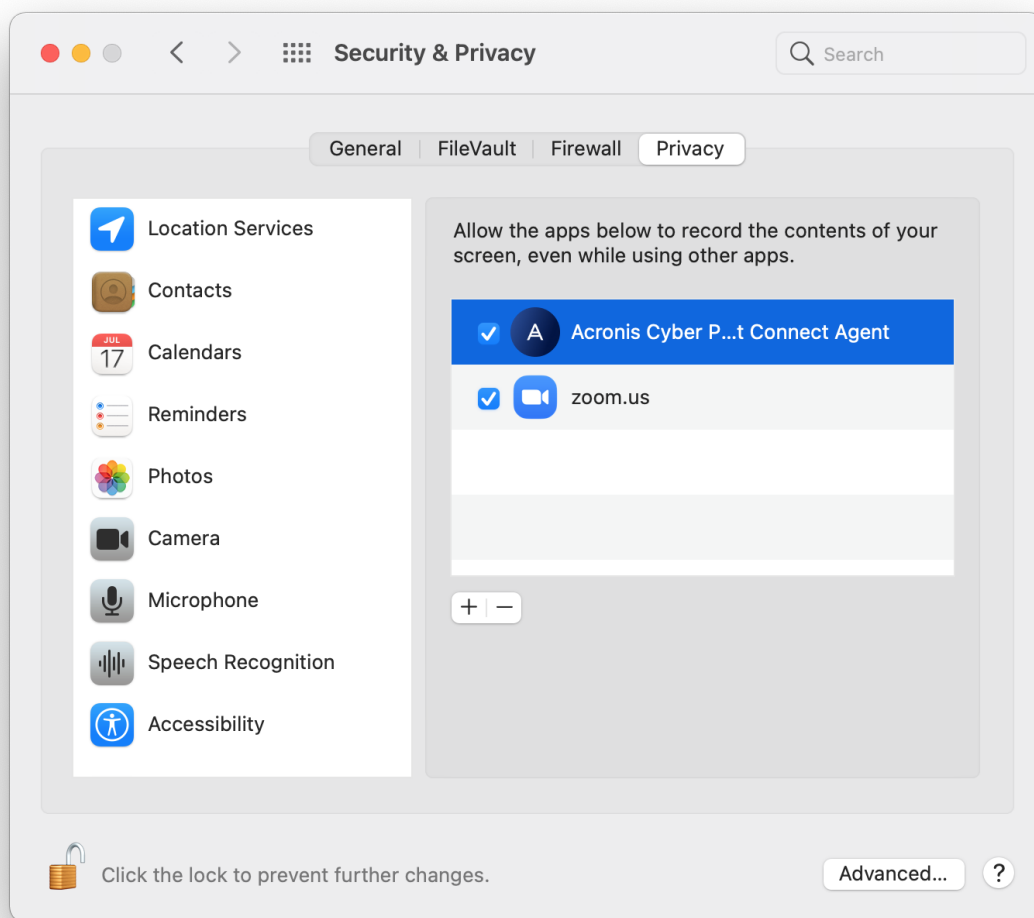 Security & Privacy
Search
General
FileVault
Firewall
Privacy
Location Services
Contacts
JUL
17
Calendars
Reminders
Photos
Camera
Microphone
Speech Recognition
Accessibility
Allow the apps below to record the contents of your
screen, even while using other apps.
A
Acronis Cyber P...t Connect Agent
zoom.us
+ −
Click the lock to prevent further changes.
Advanced...
?